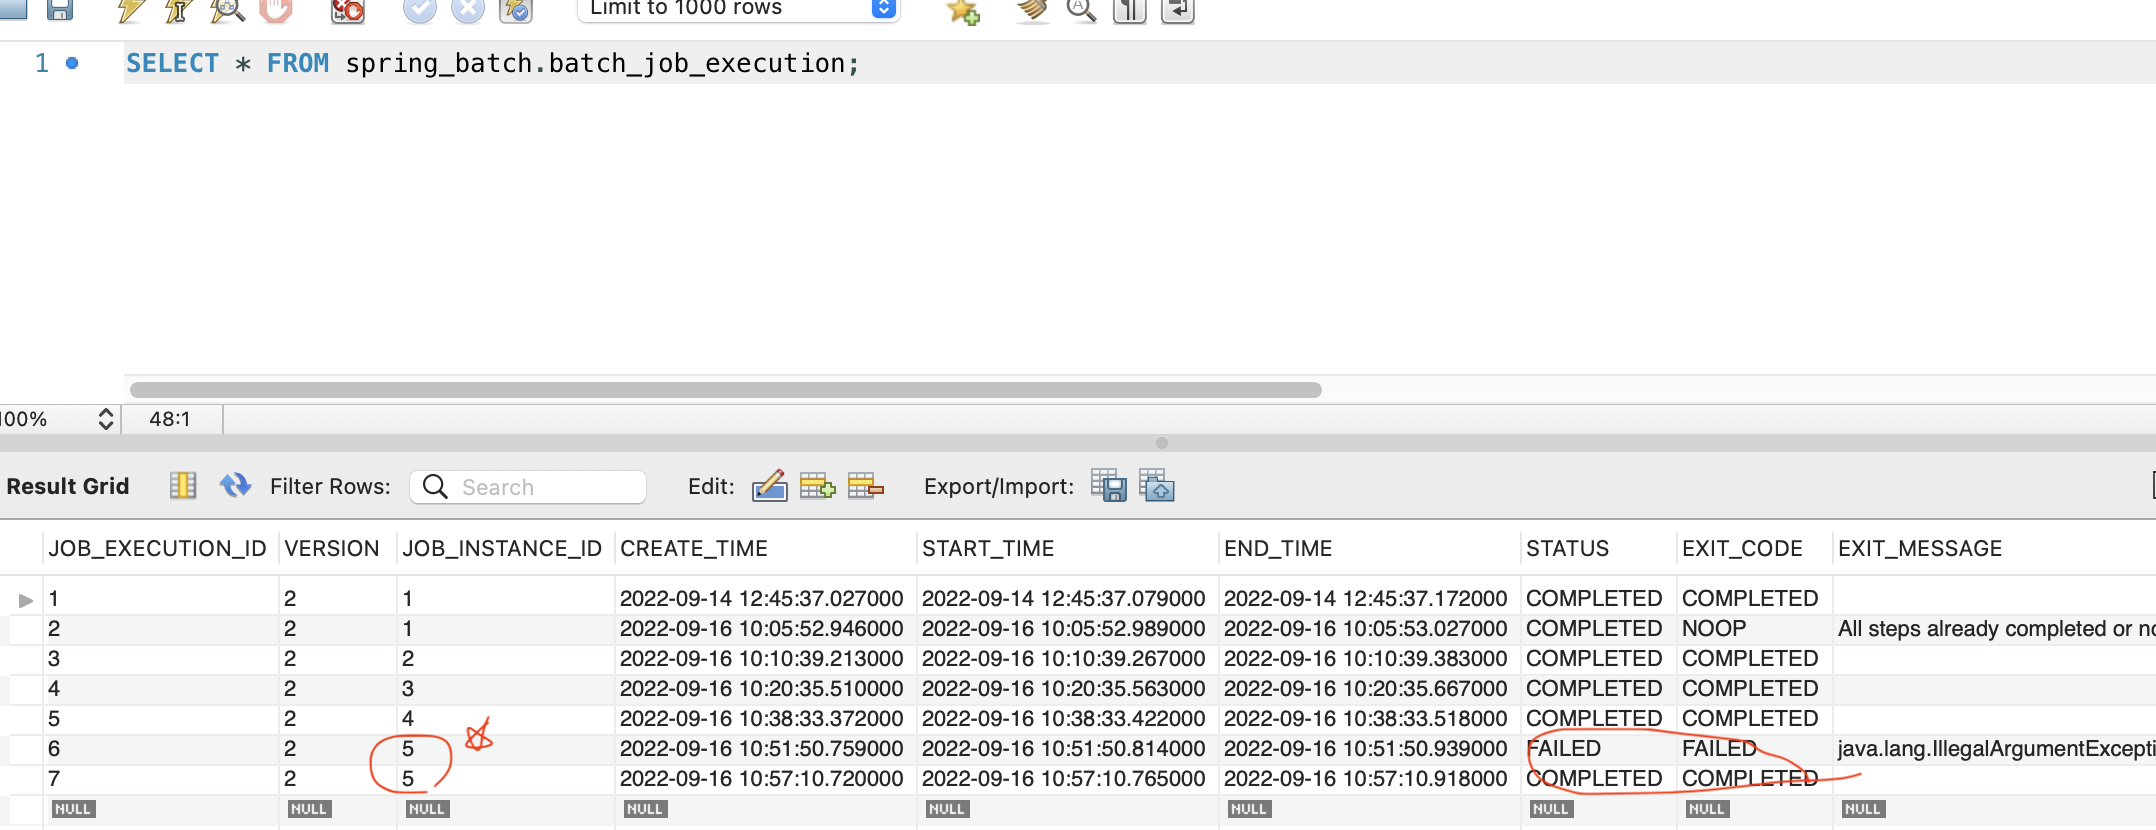 Limit to 1000 rows
1 SELECT * FROM spring_batch.batch_job_execution;
100% 48:1
Result Grid Filter Rows: Search Edit: Export/Import:
JOB_EXECUTION_ID VERSION JOB_INSTANCE_ID CREATE_TIME START_TIME END_TIME STATUS EXIT_CODE EXIT_MESSAGE
1 2 1 2022-09-14 12:45:37.027000 2022-09-14 12:45:37.079000 2022-09-14 12:45:37.172000 COMPLETED COMPLETED
2 2 1 2022-09-16 10:05:52.946000 2022-09-16 10:05:52.989000 2022-09-16 10:05:53.027000 COMPLETED NOOP All steps already completed or no
3 2 2 2022-09-16 10:10:39.213000 2022-09-16 10:10:39.267000 2022-09-16 10:10:39.383000 COMPLETED COMPLETED
4 2 3 2022-09-16 10:20:35.510000 2022-09-16 10:20:35.563000 2022-09-16 10:20:35.667000 COMPLETED COMPLETED
5 2 4 2022-09-16 10:38:33.372000 2022-09-16 10:38:33.422000 2022-09-16 10:38:33.518000 COMPLETED COMPLETED
6 2 5 2022-09-16 10:51:50.759000 2022-09-16 10:51:50.814000 2022-09-16 10:51:50.939000 FAILED FAILED java.lang.IllegalArgumentExcepti
7 2 5 2022-09-16 10:57:10.720000 2022-09-16 10:57:10.765000 2022-09-16 10:57:10.918000 COMPLETED COMPLETED
NULL NULL NULL NULL NULL NULL NULL NULL NULL